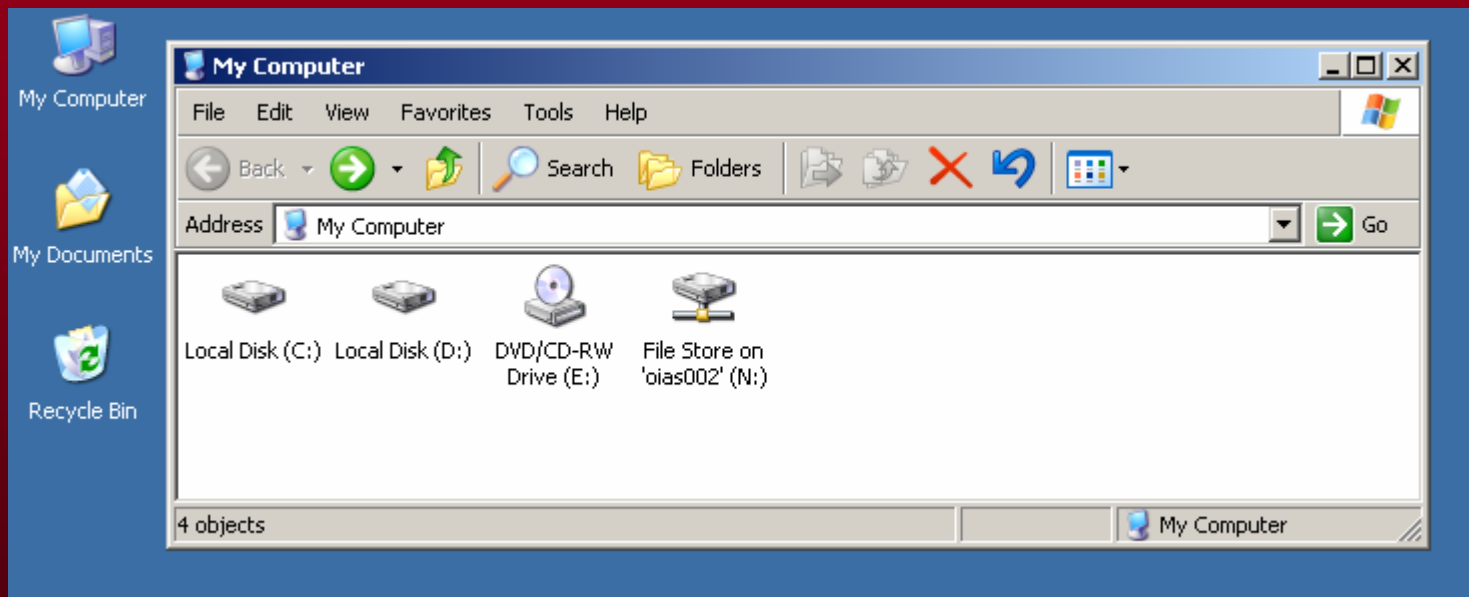 My Computer
My Documents
Recycle Bin
My Computer
File Edit View Favorites Tools Help
Back Search Folders
Address My Computer Go
Local Disk (C:) Local Disk (D:) DVD/CD-RW Drive (E:) File Store on 'oias002' (N:)
4 objects My Computer